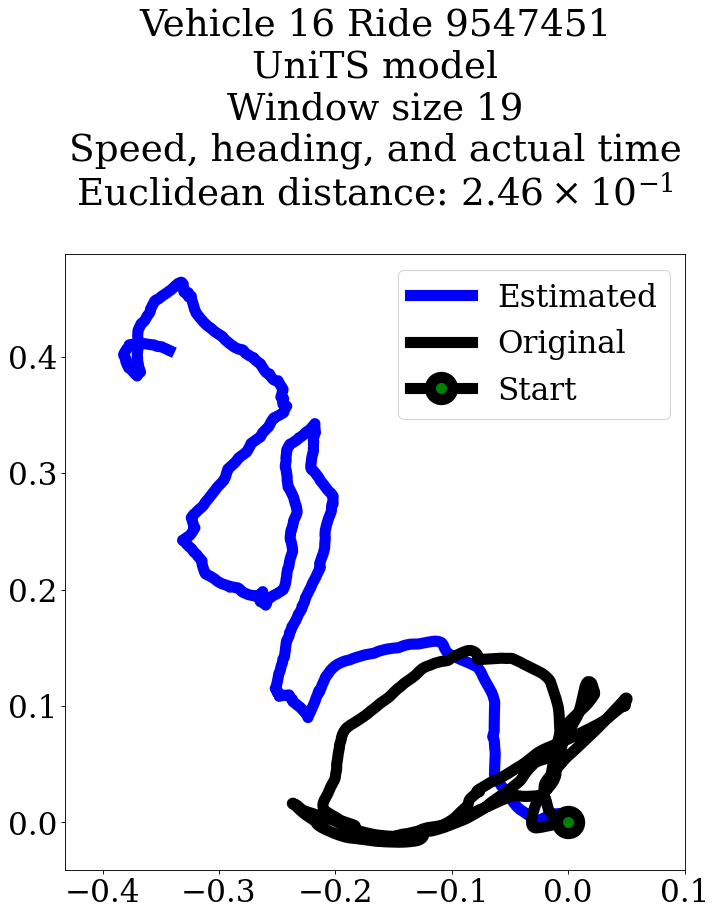 Vehicle 16 Ride 9547451
UniTS model
Window size 19
Speed, heading, and actual time
Euclidean distance: 2.46 × 10⁻¹
Estimated
Original
Start
0.4
0.3
0.2
0.1
0.0
−0.4 −0.3 −0.2 −0.1 0.0 0.1